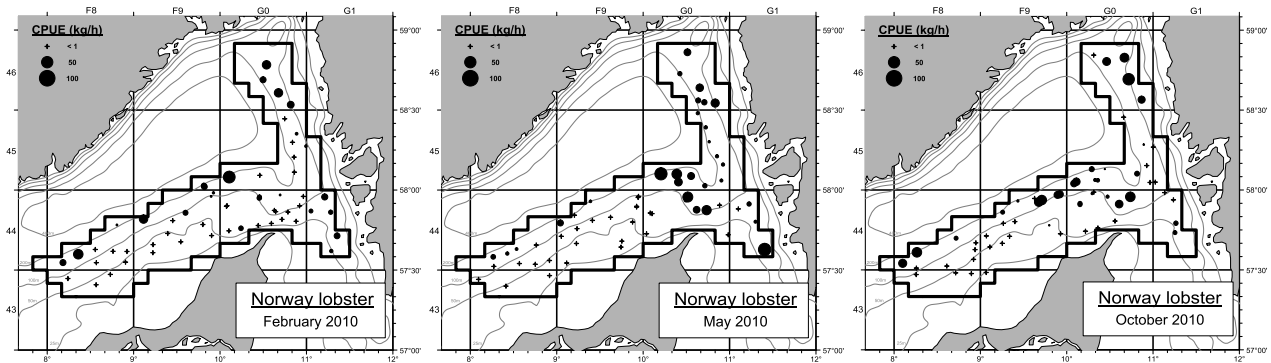 F8 F9 G0 G1
CPUE (kg/h)
< 1
50
100
46
45
44
43
Norway lobster
February 2010
8° 9° 10° 11° 12°
F8 F9 G0 G1
CPUE (kg/h)
< 1
50
100
Norway lobster
May 2010
8° 9° 10° 11° 12°
F8 F9 G0 G1
CPUE (kg/h)
< 1
50
100
Norway lobster
October 2010
8° 9° 10° 11° 12°
59°00'
46
58°30'
45
58°00'
44
57°30'
43
57°00'
59°00'
46
58°30'
45
58°00'
44
57°30'
43
57°00'
59°00'
58°30'
58°00'
57°30'
57°00'